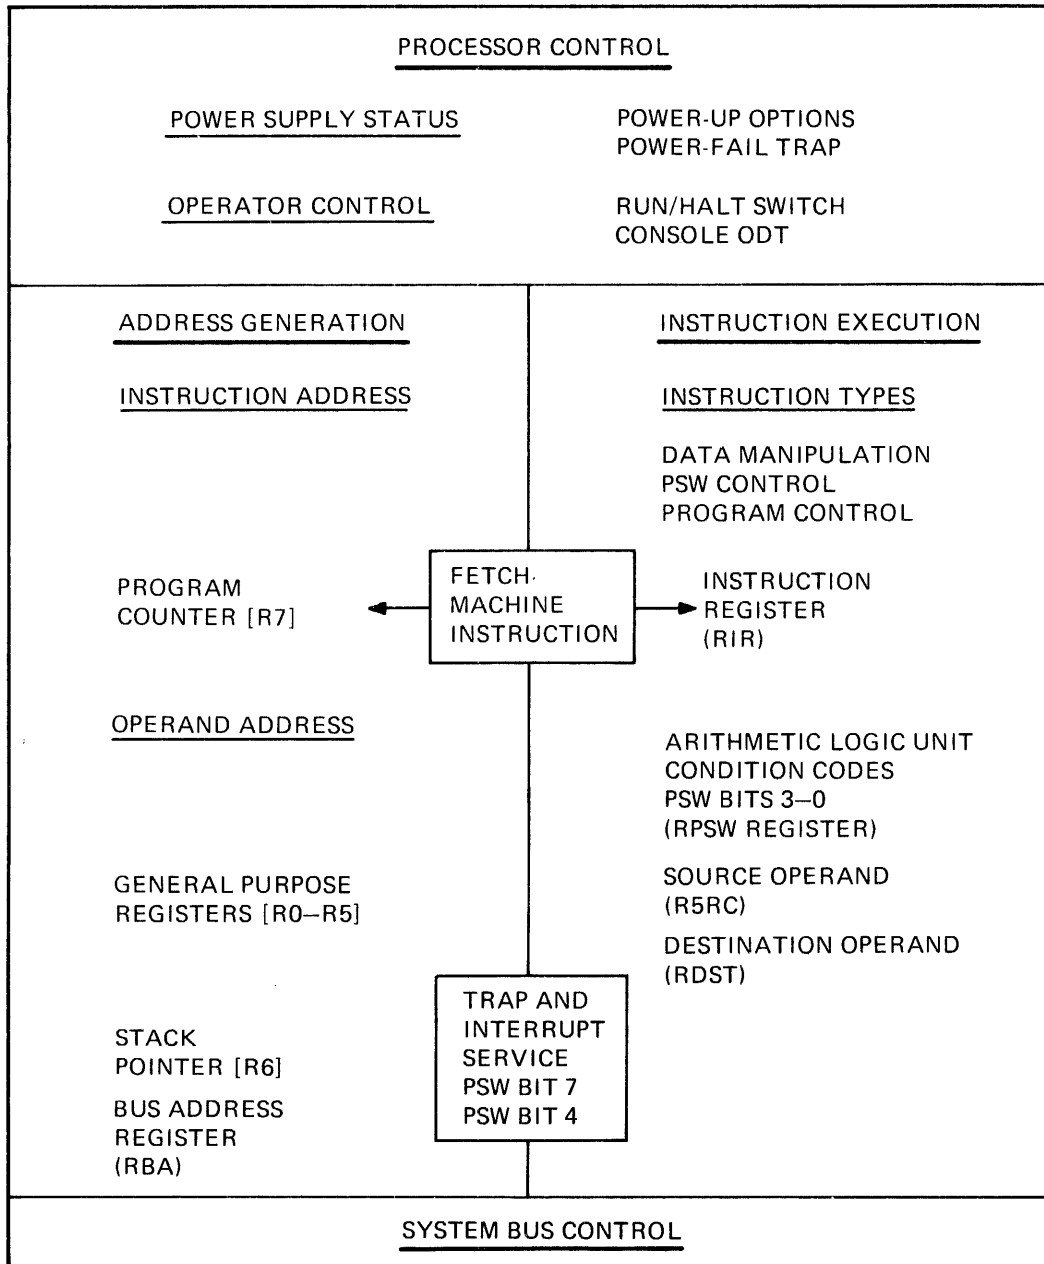 PROCESSOR CONTROL
POWER SUPPLY STATUS
POWER-UP OPTIONS
POWER-FAIL TRAP
OPERATOR CONTROL
RUN/HALT SWITCH
CONSOLE ODT
ADDRESS GENERATION
INSTRUCTION ADDRESS
PROGRAM
COUNTER [R7]
OPERAND ADDRESS
GENERAL PURPOSE
REGISTERS [R0–R5]
STACK
POINTER [R6]
BUS ADDRESS
REGISTER
(RBA)
FETCH
MACHINE
INSTRUCTION
TRAP AND
INTERRUPT
SERVICE
PSW BIT 7
PSW BIT 4
INSTRUCTION EXECUTION
INSTRUCTION TYPES
DATA MANIPULATION
PSW CONTROL
PROGRAM CONTROL
INSTRUCTION
REGISTER
(RIR)
ARITHMETIC LOGIC UNIT
CONDITION CODES
PSW BITS 3–0
(RPSW REGISTER)
SOURCE OPERAND
(R5RC)
DESTINATION OPERAND
(RDST)
SYSTEM BUS CONTROL